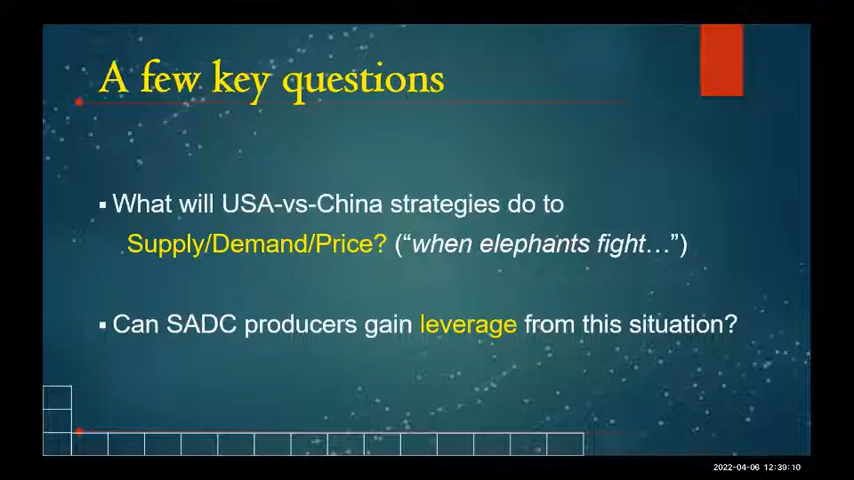 A few key questions
▪ What will USA-vs-China strategies do to
Supply/Demand/Price? (“when elephants fight…”)
▪ Can SADC producers gain leverage from this situation?
2022-04-06 12:39:10